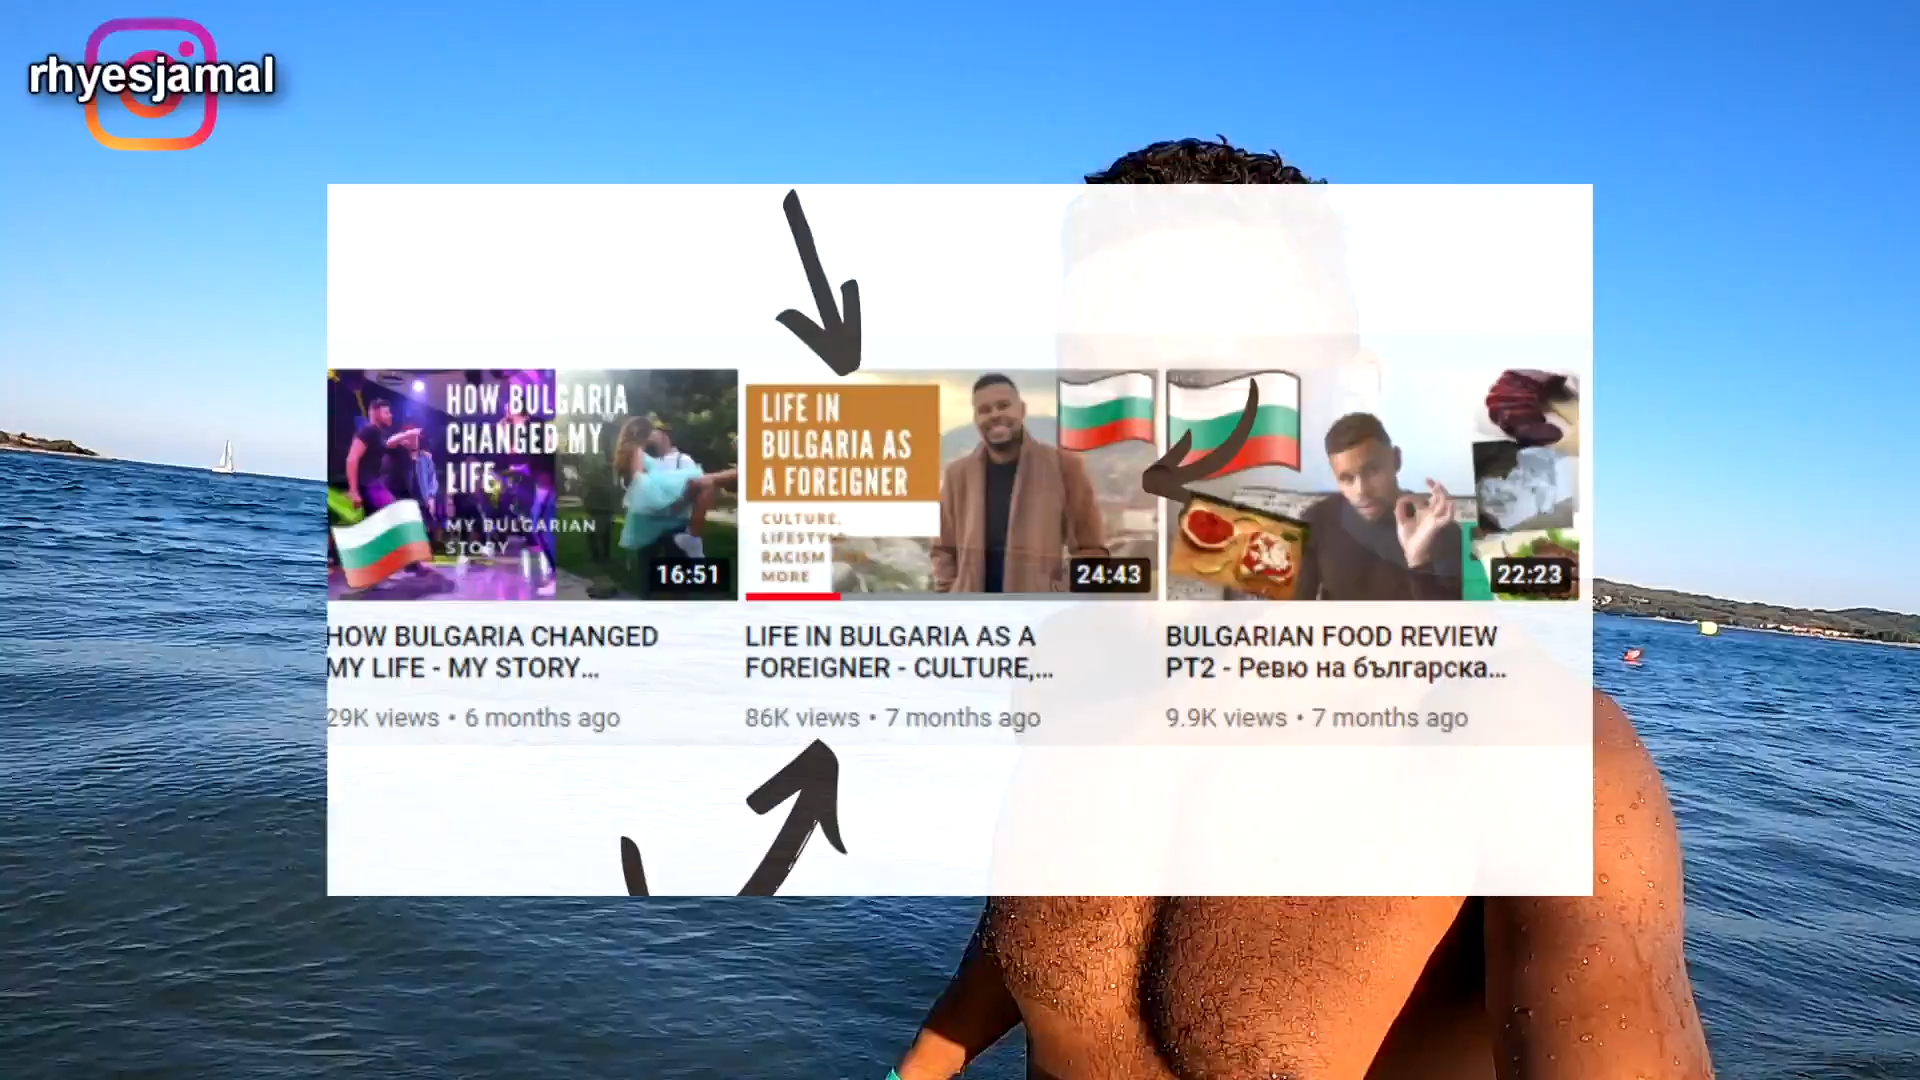 rhyesjamal
HOW BULGARIA
CHANGED MY
LIFE
MY BULGARIAN
STORY
16:51
HOW BULGARIA CHANGED
MY LIFE - MY STORY...
29K views • 6 months ago
LIFE IN
BULGARIA AS
A FOREIGNER
CULTURE,
LIFESTYLE
RACISM
MORE
24:43
LIFE IN BULGARIA AS A
FOREIGNER - CULTURE,...
86K views • 7 months ago
22:23
BULGARIAN FOOD REVIEW
PT2 - Ревю на българска...
9.9K views • 7 months ago